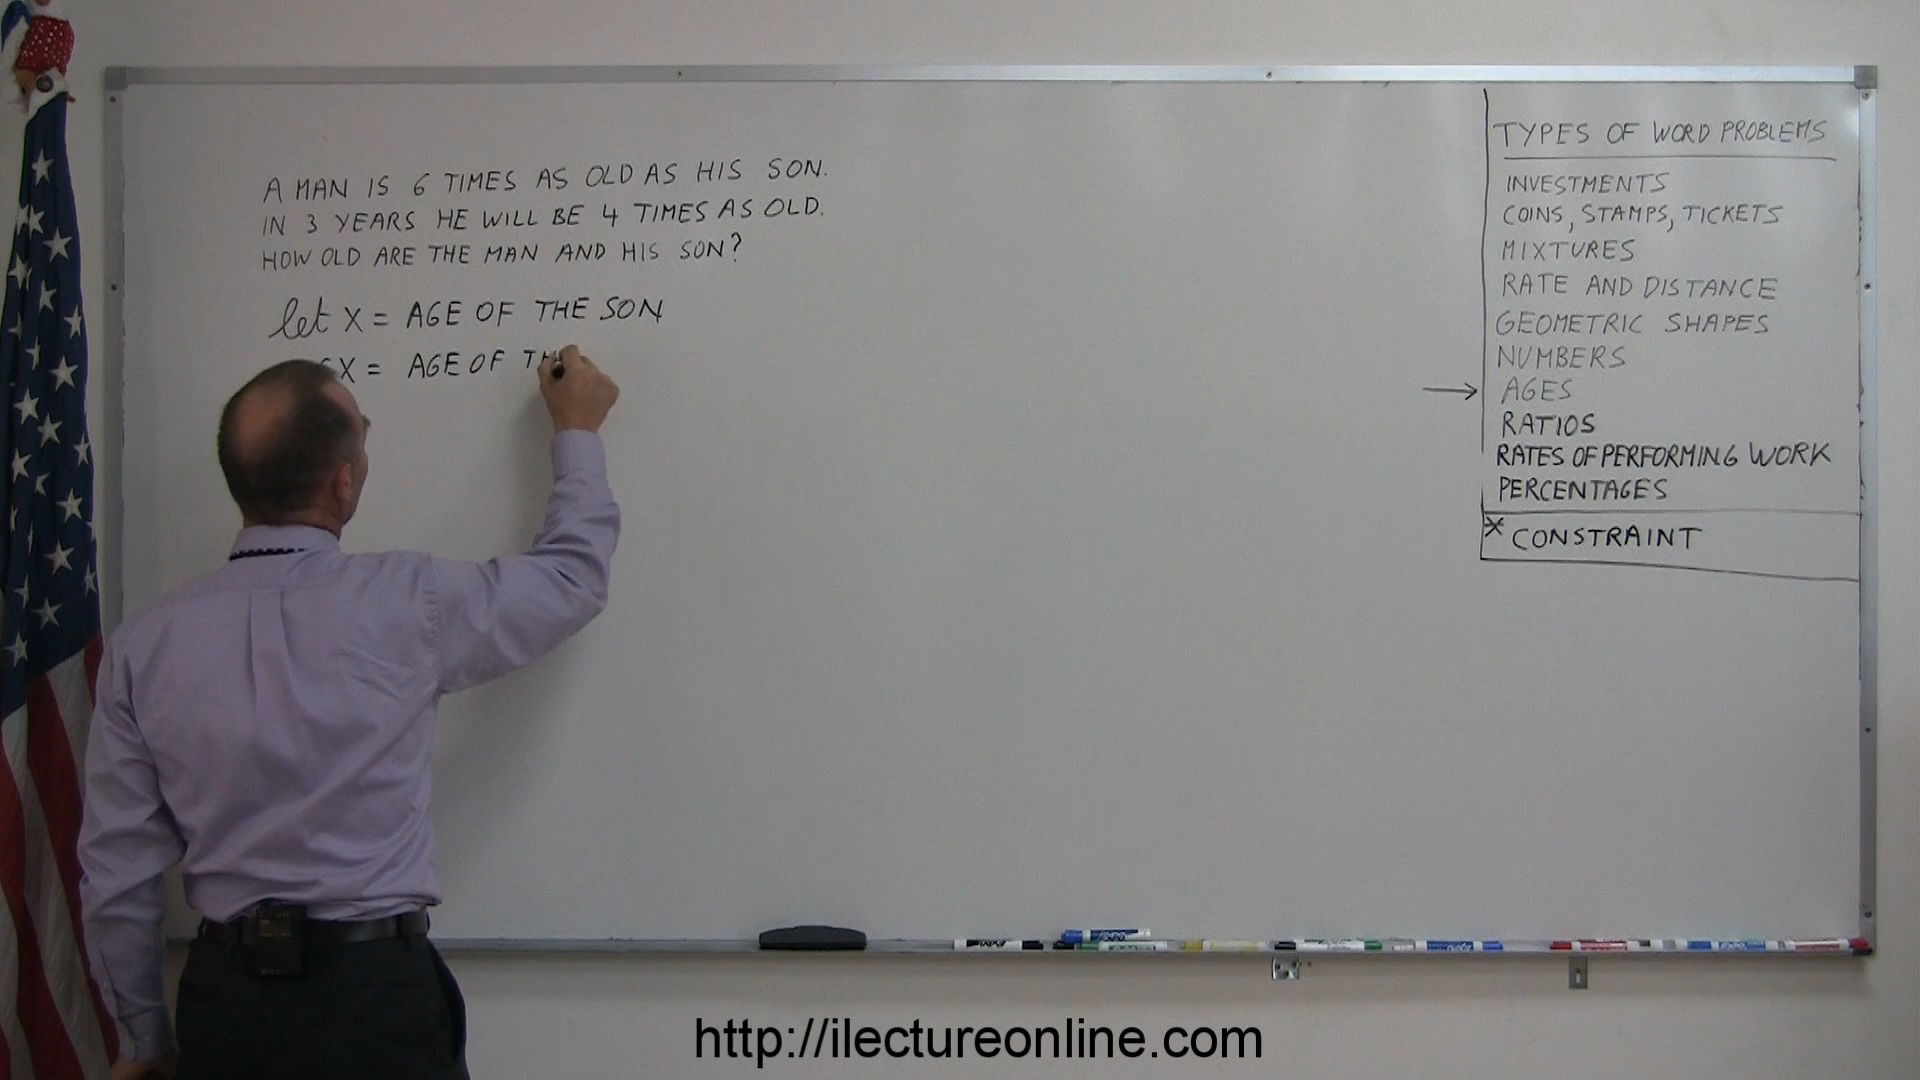 A MAN IS 6 TIMES AS OLD AS HIS SON.
IN 3 YEARS HE WILL BE 4 TIMES AS OLD.
HOW OLD ARE THE MAN AND HIS SON?
let X = AGE OF THE SON
6X = AGE OF TH
TYPES OF WORD PROBLEMS
INVESTMENTS
COINS, STAMPS, TICKETS
MIXTURES
RATE AND DISTANCE
GEOMETRIC SHAPES
NUMBERS
→ AGES
RATIOS
RATES OF PERFORMING WORK
PERCENTAGES
* CONSTRAINT
http://ilectureonline.com